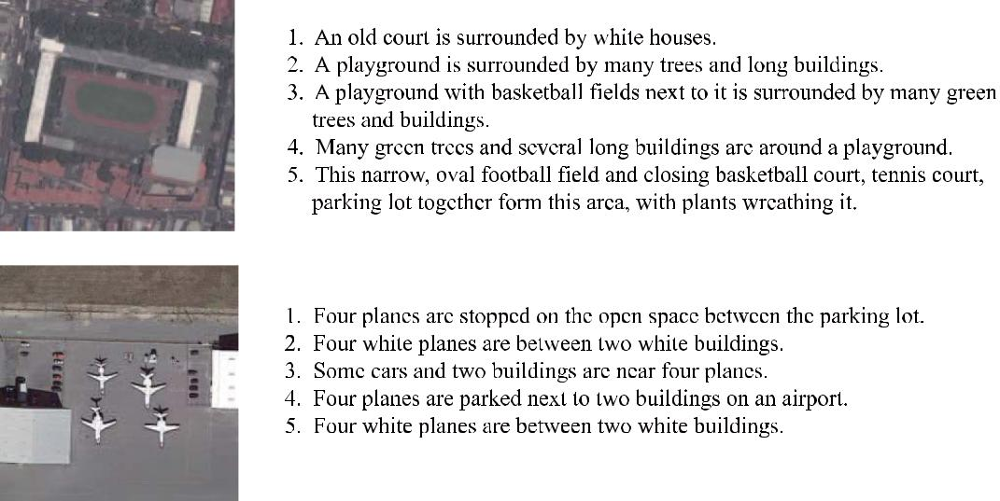 1. An old court is surrounded by white houses.
2. A playground is surrounded by many trees and long buildings.
3. A playground with basketball fields next to it is surrounded by many green
trees and buildings.
4. Many green trees and several long buildings are around a playground.
5. This narrow, oval football field and closing basketball court, tennis court,
parking lot together form this area, with plants wreathing it.
1. Four planes are stopped on the open space between the parking lot.
2. Four white planes are between two white buildings.
3. Some cars and two buildings are near four planes.
4. Four planes are parked next to two buildings on an airport.
5. Four white planes are between two white buildings.